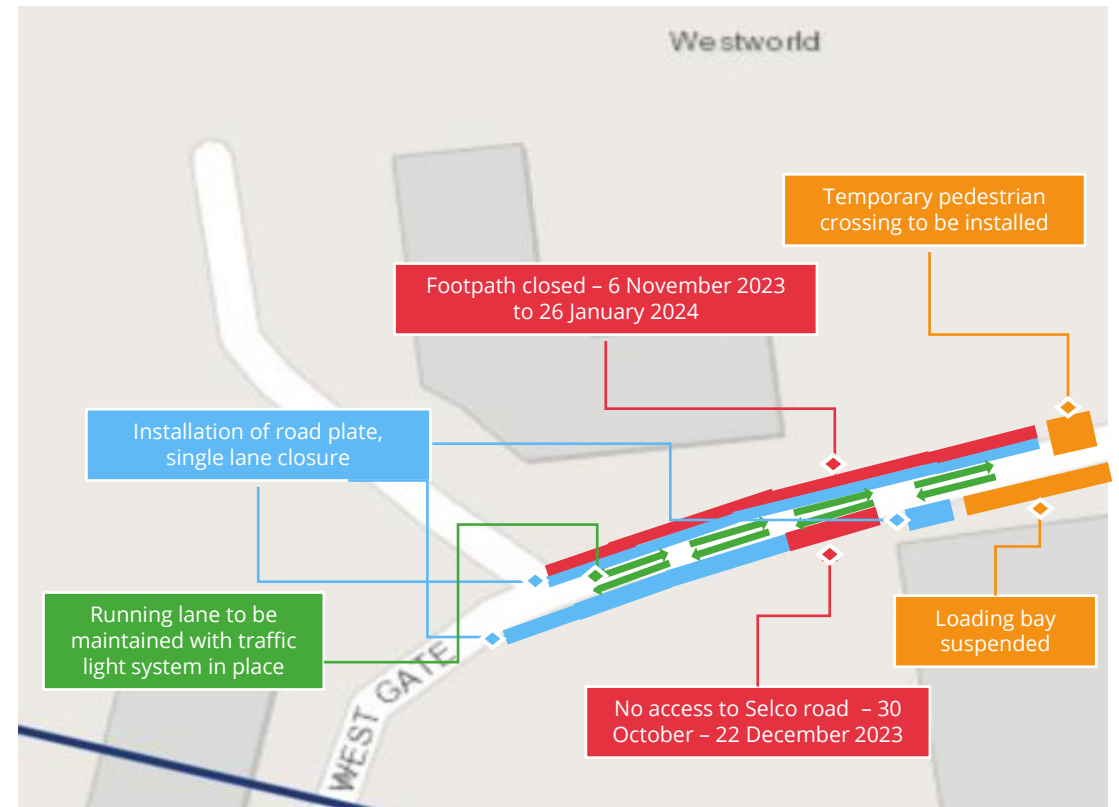 Westworld
Temporary pedestrian
crossing to be installed
Footpath closed – 6 November 2023
to 26 January 2024
Installation of road plate,
single lane closure
Running lane to be
maintained with traffic
light system in place
Loading bay
suspended
No access to Selco road  – 30
October – 22 December 2023
WEST GATE